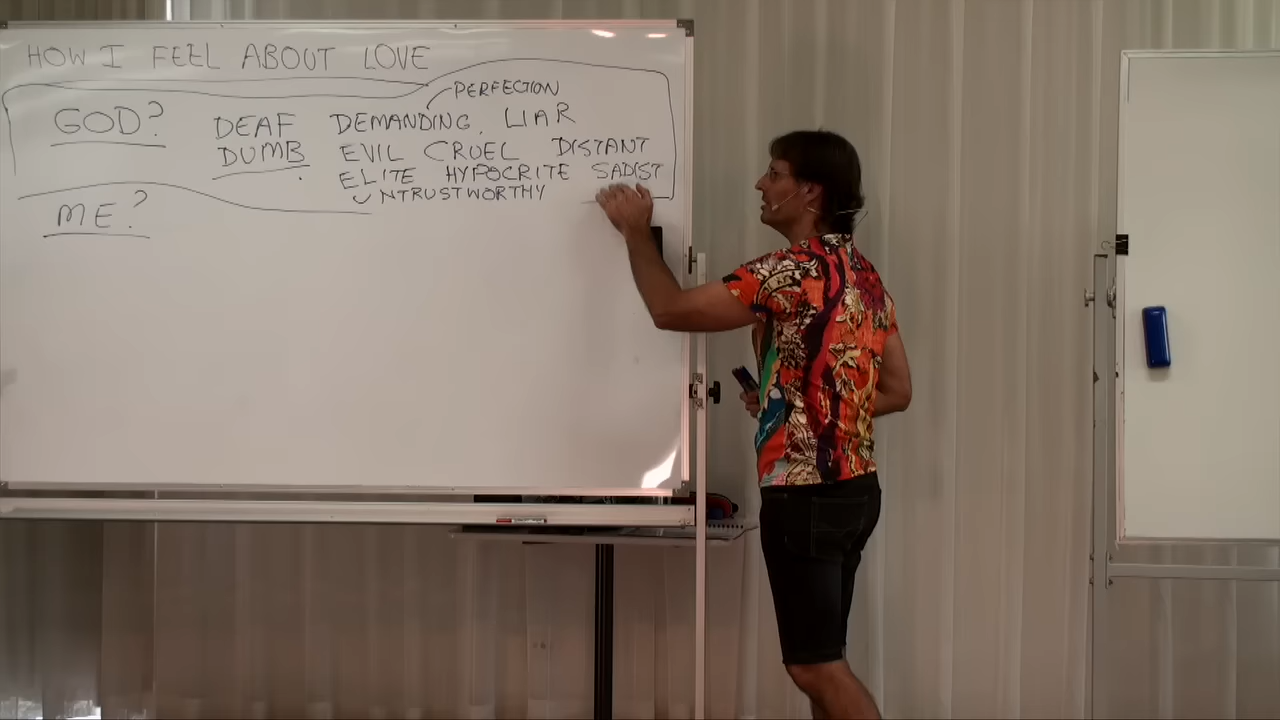 HOW I FEEL ABOUT LOVE
PERFECTION
GOD? DEAF DEMANDING, LIAR
DUMB EVIL CRUEL DISTANT
ELITE HYPOCRITE SADIST
UNTRUSTWORTHY
ME?